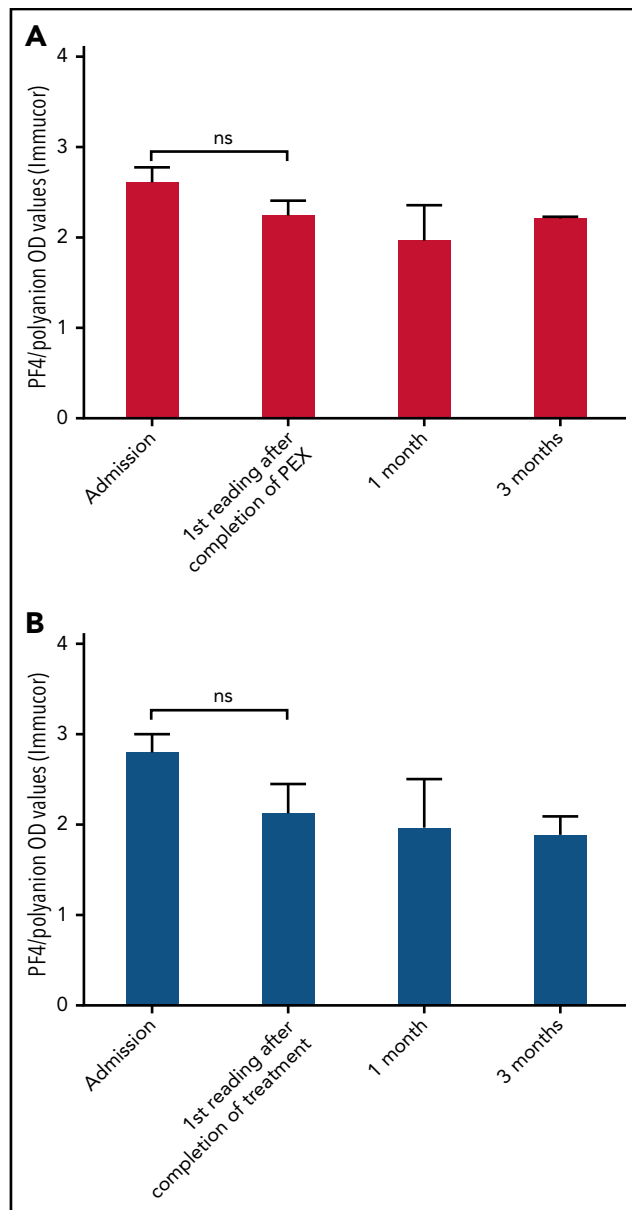 A
PF4/polyanion OD values (Immucor)
4
3
2
1
0
ns
Admission
1st reading after
completion of PEX
1 month
3 months
B
PF4/polyanion OD values (Immucor)
4
3
2
1
0
ns
Admission
1st reading after
completion of treatment
1 month
3 months